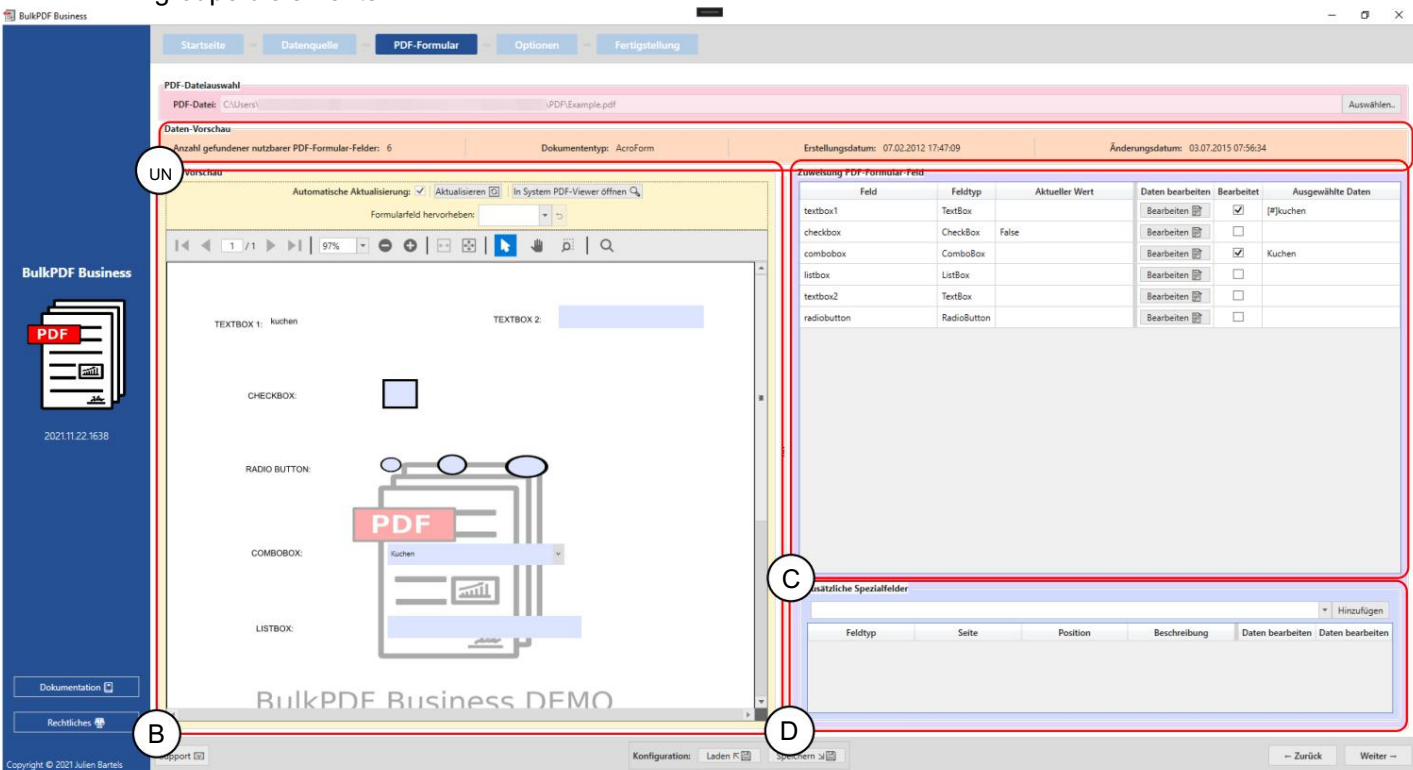 BulkPDF Business
Startseite
Datenquelle
PDF-Formular
Optionen
Fertigstellung
PDF-Dateiauswahl
PDF-Datei: C:\Users\ \PDF\Example.pdf Auswählen..
Daten-Vorschau
Anzahl gefundener nutzbarer PDF-Formular-Felder: 6 Dokumententyp: AcroForm Erstellungsdatum: 07.02.2012 17:47:09 Änderungsdatum: 03.07.2015 07:56:34
UN
Vorschau
Automatische Aktualisierung: Aktualisieren In System PDF-Viewer öffnen
Formularfeld hervorheben:
1 / 1 97%
TEXTBOX 1: kuchen TEXTBOX 2:
CHECKBOX:
RADIO BUTTON:
PDF
COMBOBOX: Kuchen
LISTBOX:
BulkPDF Business DEMO
Zuweisung PDF-Formular-Feld
Feld Feldtyp Aktueller Wert Daten bearbeiten Bearbeitet Ausgewählte Daten
textbox1 TextBox Bearbeiten [#]kuchen
checkbox CheckBox False Bearbeiten
combobox ComboBox Bearbeiten Kuchen
listbox ListBox Bearbeiten
textbox2 TextBox Bearbeiten
radiobutton RadioButton Bearbeiten
C
usätzliche Spezialfelder
Hinzufügen
Feldtyp Seite Position Beschreibung Daten bearbeiten Daten bearbeiten
BulkPDF Business
PDF
2021.11.22.1638
Dokumentation
Rechtliches
Copyright © 2021 Julien Bartels
B
D
upport
Konfiguration: Laden Speichern
← Zurück Weiter →